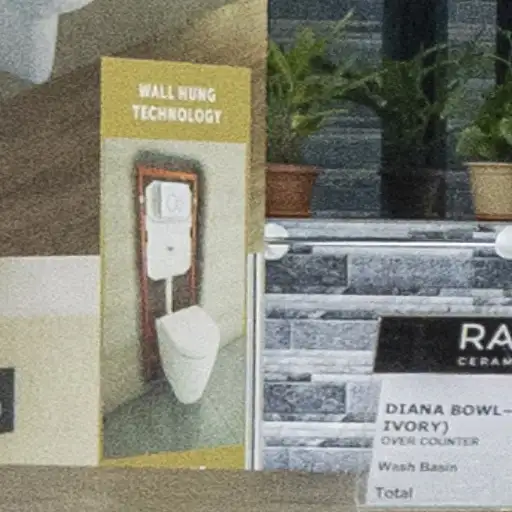 WALL HUNG
TECHNOLOGY
RA
CERAM
DIANA BOWL-
IVORY)
OVER COUNTER
Wash Basin
Total